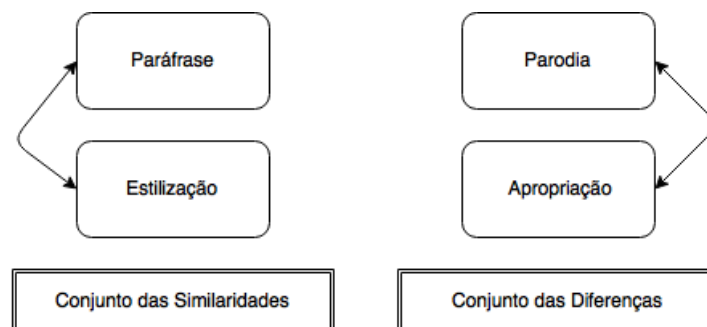 Paráfrase
Parodia
Estilização
Apropriação
Conjunto das Similaridades
Conjunto das Diferenças